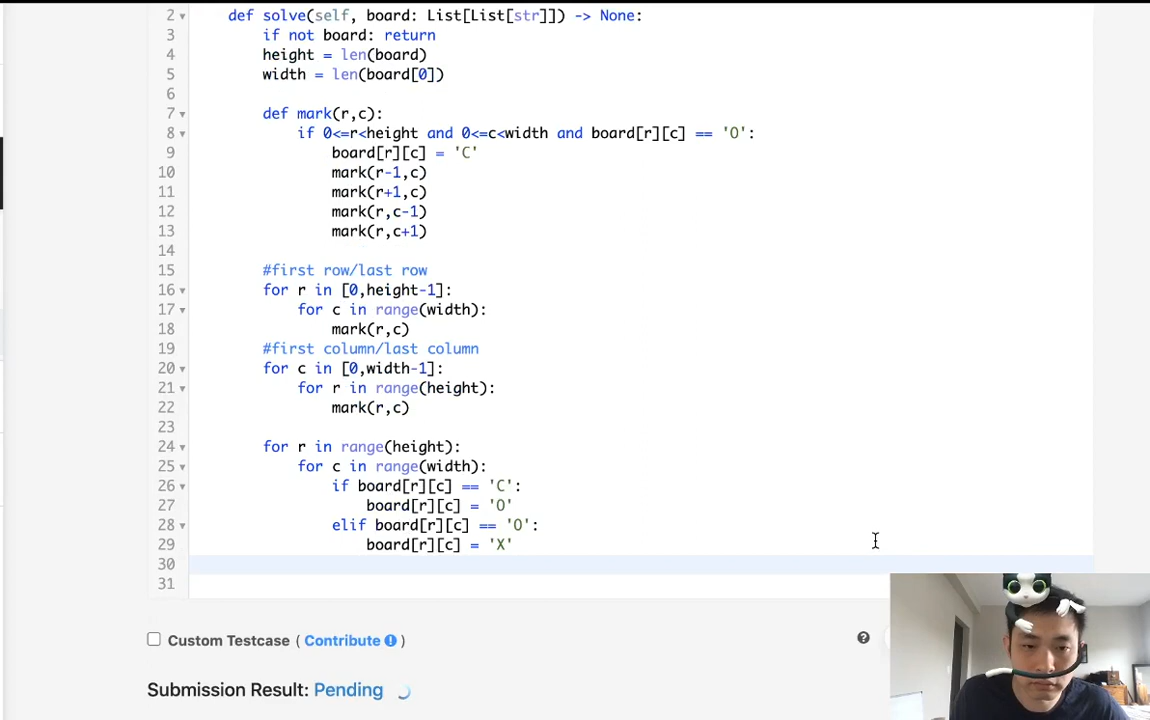 2 def solve(self, board: List[List[str]]) -> None:
3 if not board: return
4 height = len(board)
5 width = len(board[0])
6
7 def mark(r,c):
8 if 0<=r<height and 0<=c<width and board[r][c] == 'O':
9 board[r][c] = 'C'
10 mark(r-1,c)
11 mark(r+1,c)
12 mark(r,c-1)
13 mark(r,c+1)
14
15 #first row/last row
16 for r in [0,height-1]:
17 for c in range(width):
18 mark(r,c)
19 #first column/last column
20 for c in [0,width-1]:
21 for r in range(height):
22 mark(r,c)
23
24 for r in range(height):
25 for c in range(width):
26 if board[r][c] == 'C':
27 board[r][c] = 'O'
28 elif board[r][c] == 'O':
29 board[r][c] = 'X'
30
31
Custom Testcase ( Contribute )
Submission Result: Pending